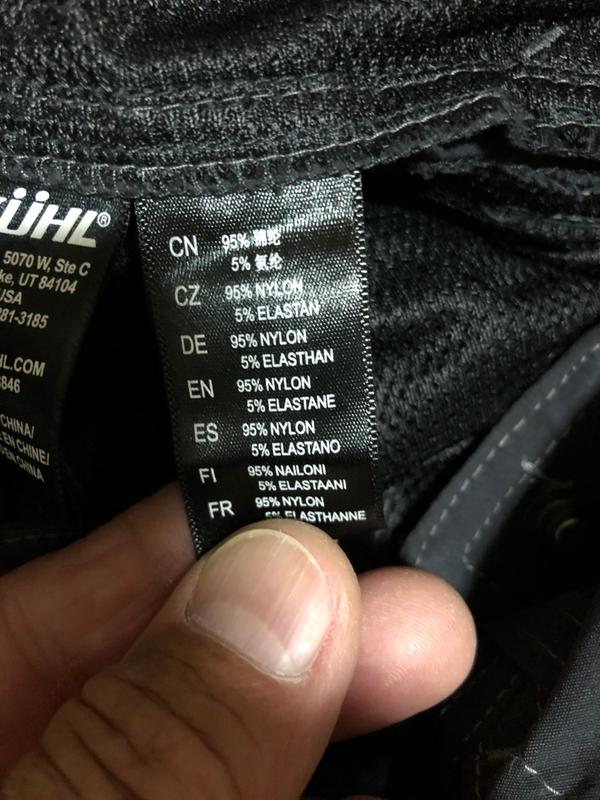 ÜHL®
5070 W, Ste C
ke, UT 84104
USA
281-3185
HL.COM
846
CHINA/
EN CHINE/
EN CHINA
CN 95% 锦纶
5% 氨纶
CZ 95% NYLON
5% ELASTAN
DE 95% NYLON
5% ELASTHAN
EN 95% NYLON
5% ELASTANE
ES 95% NYLON
5% ELASTANO
FI 95% NAILONI
5% ELASTAANI
FR 95% NYLON
5% ELASTHANNE